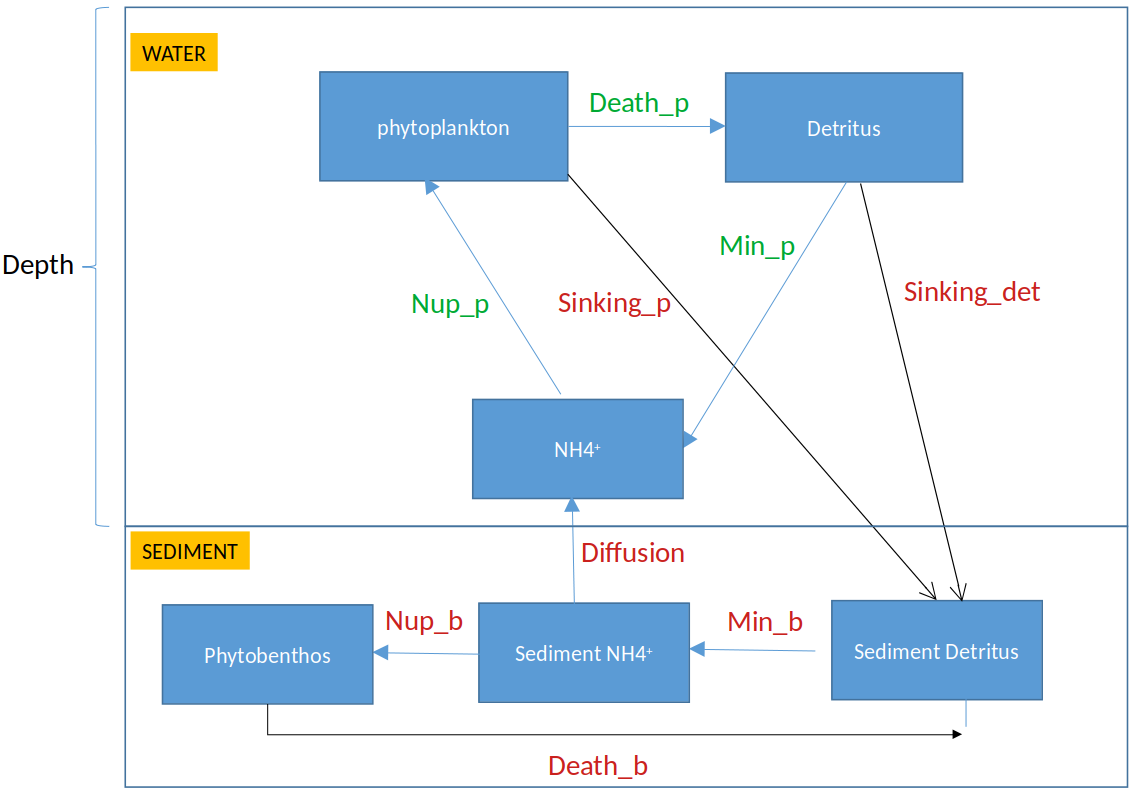 WATER
phytoplankton
Death_p
Detritus
Min_p
Depth
Sinking_det
Nup_p
Sinking_p
NH4⁺
SEDIMENT
Diffusion
Nup_b
Min_b
Phytobenthos
Sediment NH4⁺
Sediment Detritus
Death_b